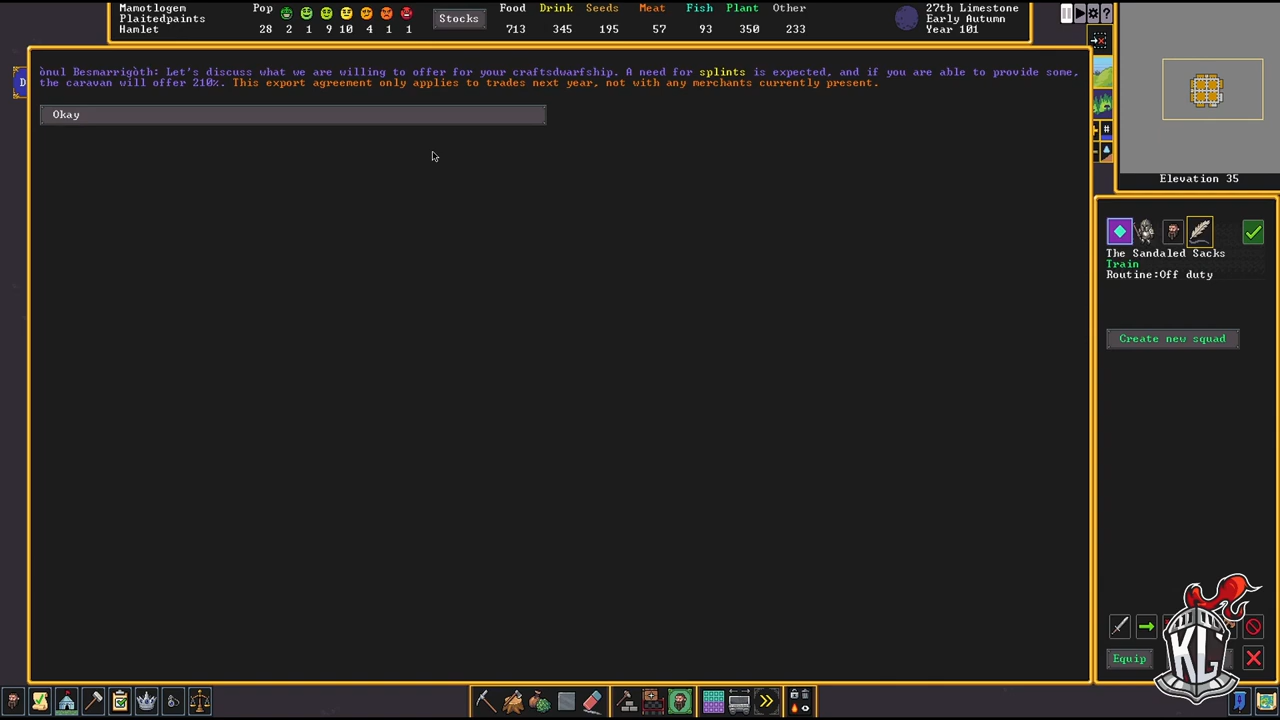 Mamotlogem
Plaitedpaints
Hamlet
Pop
28 2 1 9 10 4 1 1
Stocks
Food Drink Seeds Meat Fish Plant Other
713 345 195 57 93 350 233
27th Limestone
Early Autumn
Year 101
?
D
ònul Besmarrigòth: Let's discuss what we are willing to offer for your craftsdwarfship. A need for splints is expected, and if you are able to provide some,
the caravan will offer 210%. This export agreement only applies to trades next year, not with any merchants currently present.
Okay
Elevation 35
The Sandaled Sacks
Train
Routine:Off duty
Create new squad
Equip
KG